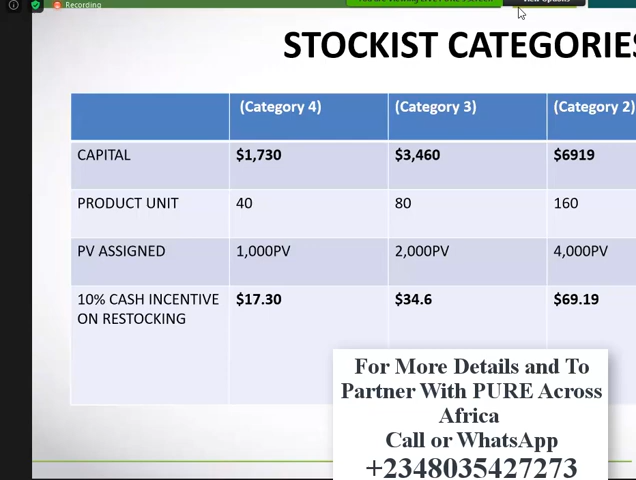 Recording
STOCKIST CATEGORIES
(Category 4) (Category 3) (Category 2)
CAPITAL $1,730 $3,460 $6919
PRODUCT UNIT 40 80 160
PV ASSIGNED 1,000PV 2,000PV 4,000PV
10% CASH INCENTIVE $17.30 $34.6 $69.19
ON RESTOCKING
For More Details and To
Partner With PURE Across
Africa
Call or WhatsApp
+2348035427273